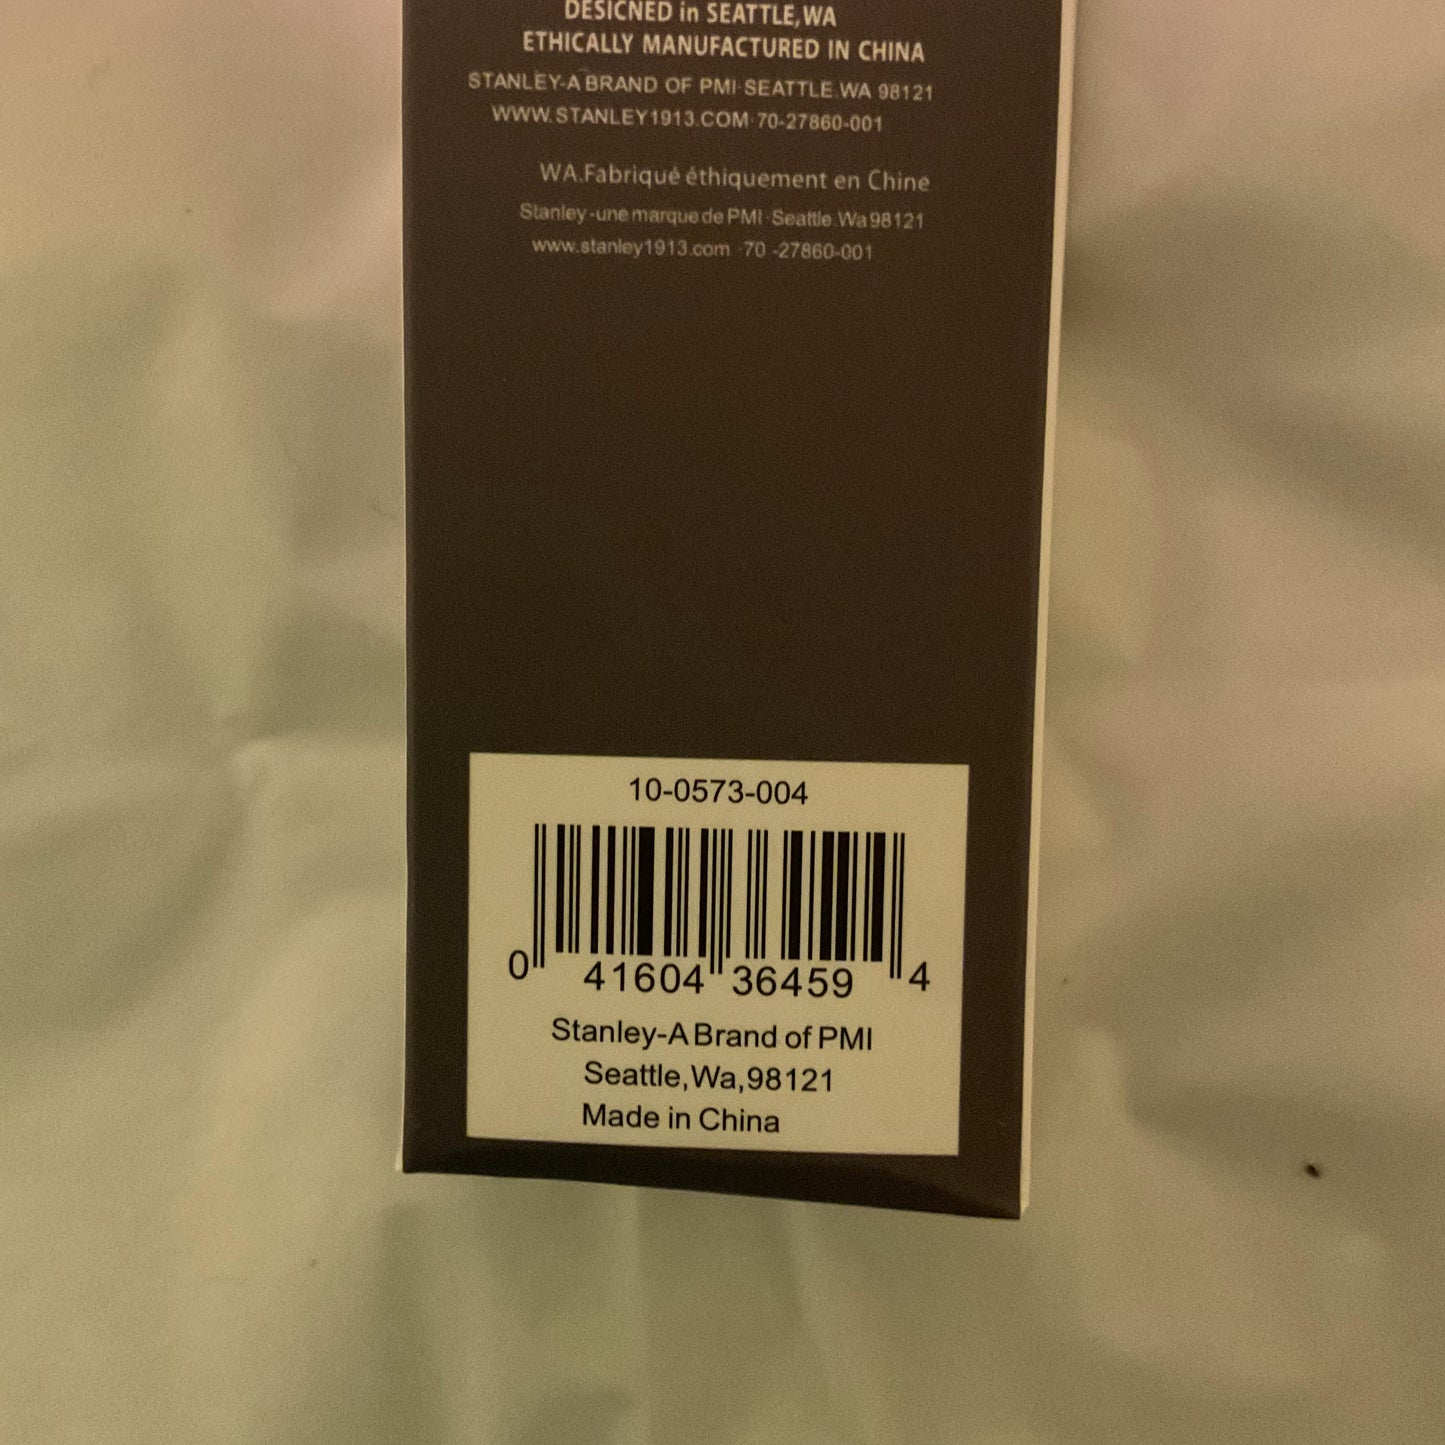 DESICNED in SEATTLE,WA
ETHICALLY MANUFACTURED IN CHINA
STANLEY-A BRAND OF PMI·SEATTLE.WA 98121
WWW.STANLEY1913.COM·70-27860-001
WA.Fabriqué éthiquement en Chine
Stanley-une marque de PMI·Seattle.Wa98121
www.stanley1913.com ·70 -27860-001
10-0573-004
0 41604 36459 4
Stanley-A Brand of PMI
Seattle,Wa,98121
Made in China